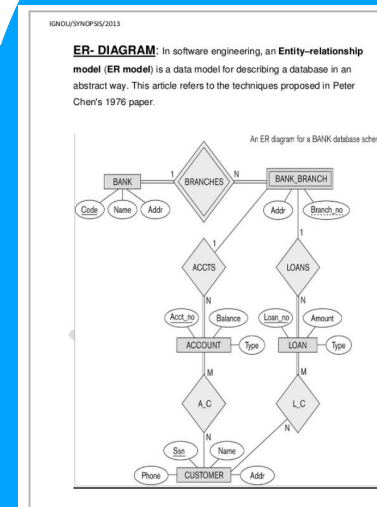 IGNOU/SYNOPSIS/2013
ER- DIAGRAM: In software engineering, an Entity–relationship
model (ER model) is a data model for describing a database in an
abstract way. This article refers to the techniques proposed in Peter
Chen's 1976 paper.
An ER diagram for a BANK database sche
BANK
1
BRANCHES
N
BANK_BRANCH
Code
Name
Addr
Addr
Branch_no
1
1
ACCTS
LOANS
N
N
Acct_no
Balance
Loan_no
Amount
ACCOUNT
Type
LOAN
Type
M
M
A_C
L_C
N
N
Ssn
Name
Phone
CUSTOMER
Addr